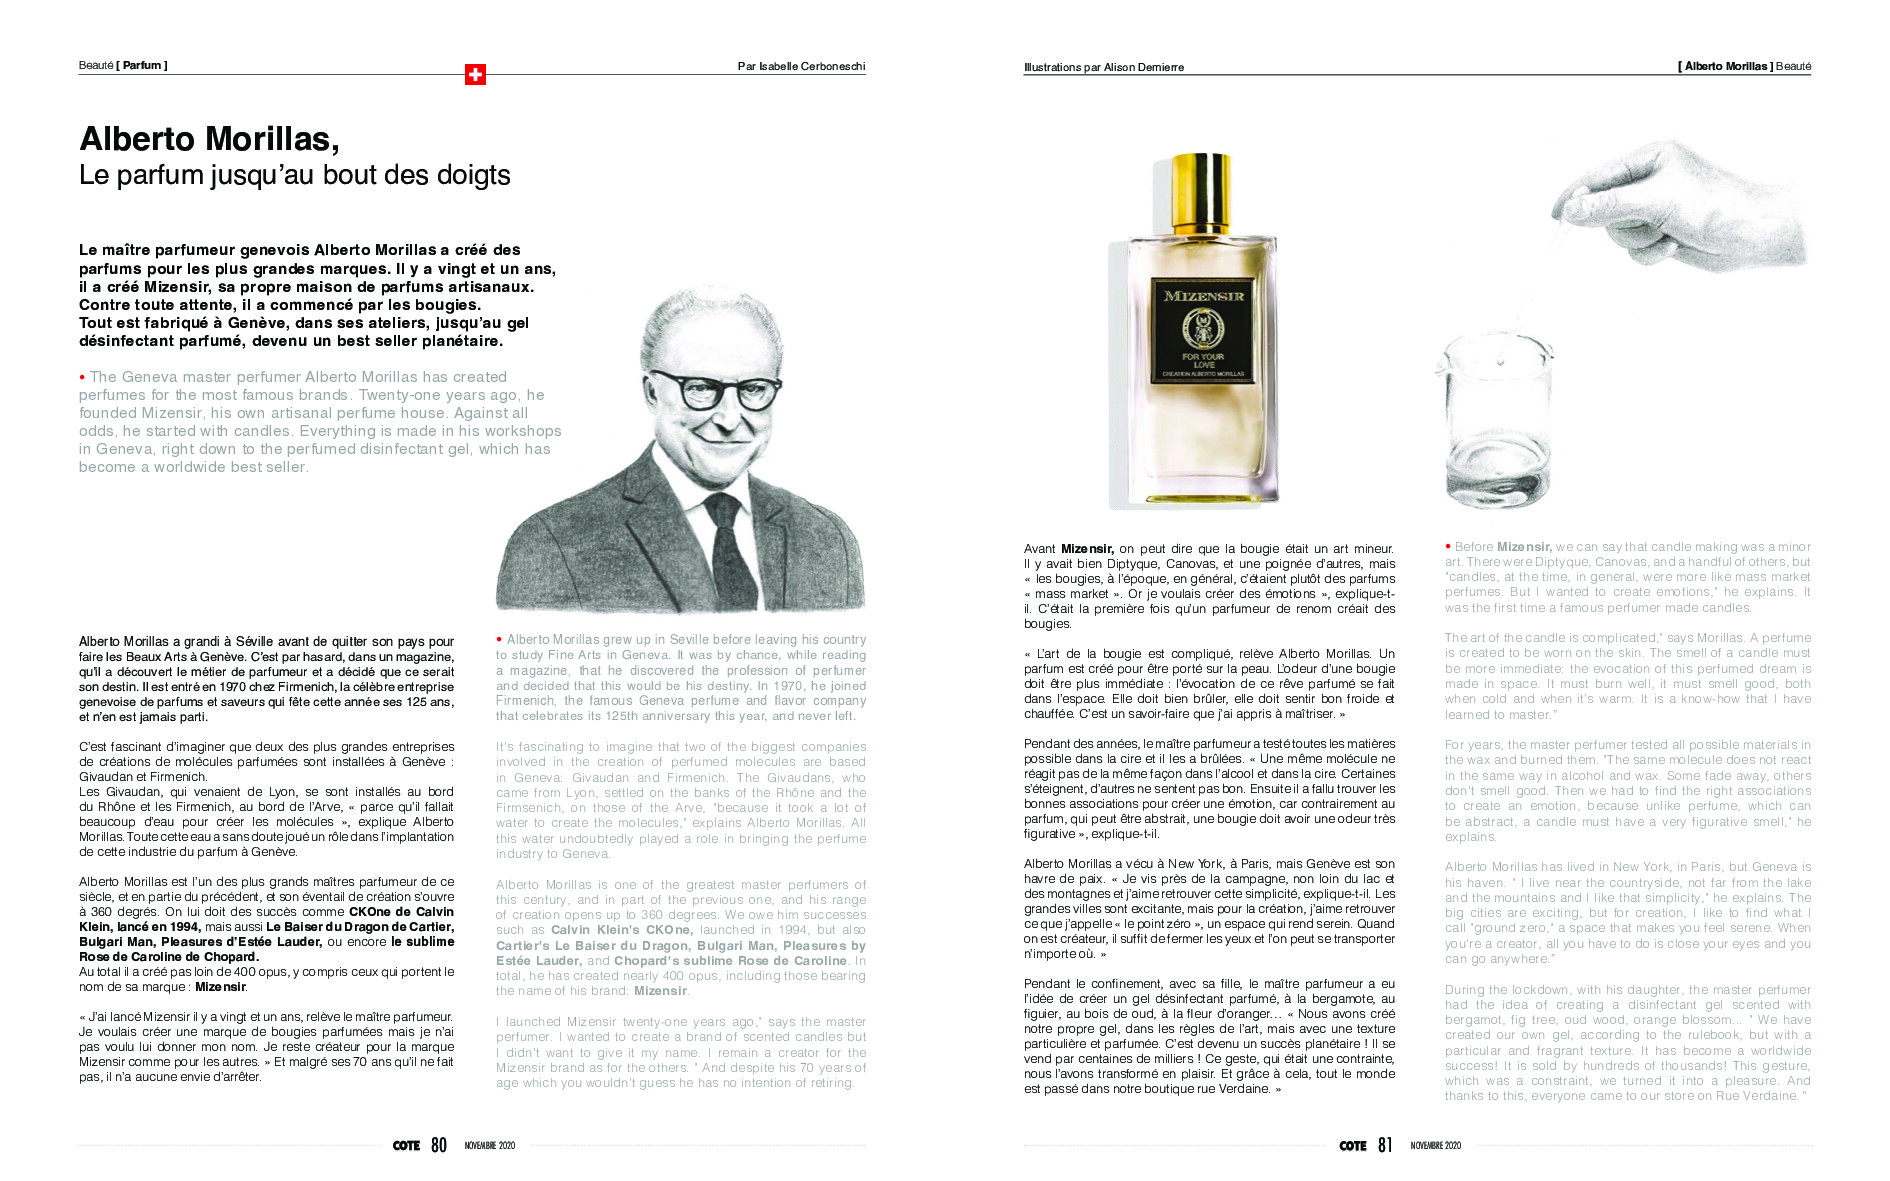 Beauté [ Parfum ]
Par Isabelle Cerboneschi
Alberto Morillas,
Le parfum jusqu'au bout des doigts
Le maître parfumeur genevois Alberto Morillas a créé des
parfums pour les plus grandes marques. Il y a vingt et un ans,
il a créé Mizensir, sa propre maison de parfums artisanaux.
Contre toute attente, il a commencé par les bougies.
Tout est fabriqué à Genève, dans ses ateliers, jusqu'au gel
désinfectant parfumé, devenu un best seller planétaire.
• The Geneva master perfumer Alberto Morillas has created
perfumes for the most famous brands. Twenty-one years ago, he
founded Mizensir, his own artisanal perfume house. Against all
odds, he started with candles. Everything is made in his workshops
in Geneva, right down to the perfumed disinfectant gel, which has
become a worldwide best seller.
Alberto Morillas a grandi à Séville avant de quitter son pays pour
faire les Beaux Arts à Genève. C'est par hasard, dans un magazine,
qu'il a découvert le métier de parfumeur et a décidé que ce serait
son destin. Il est entré en 1970 chez Firmenich, la célèbre entreprise
genevoise de parfums et saveurs qui fête cette année ses 125 ans,
et n'en est jamais parti.
C'est fascinant d'imaginer que deux des plus grandes entreprises
de créations de molécules parfumées sont installées à Genève :
Givaudan et Firmenich.
Les Givaudan, qui venaient de Lyon, se sont installés au bord
du Rhône et les Firmenich, au bord de l'Arve, « parce qu'il fallait
beaucoup d'eau pour créer les molécules », explique Alberto
Morillas. Toute cette eau a sans doute joué un rôle dans l'implantation
de cette industrie du parfum à Genève.
Alberto Morillas est l'un des plus grands maîtres parfumeur de ce
siècle, et en partie du précédent, et son éventail de création s'ouvre
à 360 degrés. On lui doit des succès comme CKOne de Calvin
Klein, lancé en 1994, mais aussi Le Baiser du Dragon de Cartier,
Bulgari Man, Pleasures d'Estée Lauder, ou encore le sublime
Rose de Caroline de Chopard.
Au total il a créé pas loin de 400 opus, y compris ceux qui portent le
nom de sa marque : Mizensir.
« J'ai lancé Mizensir il y a vingt et un ans, relève le maître parfumeur.
Je voulais créer une marque de bougies parfumées mais je n'ai
pas voulu lui donner mon nom. Je reste créateur pour la marque
Mizensir comme pour les autres. » Et malgré ses 70 ans qu'il ne fait
pas, il n'a aucune envie d'arrêter.
• Alberto Morillas grew up in Seville before leaving his country
to study Fine Arts in Geneva. It was by chance, while reading
a magazine, that he discovered the profession of perfumer
and decided that this would be his destiny. In 1970, he joined
Firmenich, the famous Geneva perfume and flavor company
that celebrates its 125th anniversary this year, and never left.
It's fascinating to imagine that two of the biggest companies
involved in the creation of perfumed molecules are based
in Geneva: Givaudan and Firmenich. The Givaudans, who
came from Lyon, settled on the banks of the Rhône and the
Firmsenich, on those of the Arve, "because it took a lot of
water to create the molecules," explains Alberto Morillas. All
this water undoubtedly played a role in bringing the perfume
industry to Geneva.
Alberto Morillas is one of the greatest master perfumers of
this century, and in part of the previous one, and his range
of creation opens up to 360 degrees. We owe him successes
such as Calvin Klein's CKOne, launched in 1994, but also
Cartier's Le Baiser du Dragon, Bulgari Man, Pleasures by
Estée Lauder, and Chopard's sublime Rose de Caroline. In
total, he has created nearly 400 opus, including those bearing
the name of his brand: Mizensir.
I launched Mizensir twenty-one years ago," says the master
perfumer. I wanted to create a brand of scented candles but
I didn't want to give it my name. I remain a creator for the
Mizensir brand as for the others. " And despite his 70 years of
age which you wouldn't guess he has no intention of retiring.
COTE 80 NOVEMBRE 2020
Illustrations par Alison Demierre
[ Alberto Morillas ] Beauté
MIZENSIR
M
FOR YOUR
LOVE
CREATION ALBERTO MORILLAS
Avant Mizensir, on peut dire que la bougie était un art mineur.
Il y avait bien Diptyque, Canovas, et une poignée d'autres, mais
« les bougies, à l'époque, en général, c'étaient plutôt des parfums
« mass market ». Or je voulais créer des émotions », explique-t-
il. C'était la première fois qu'un parfumeur de renom créait des
bougies.
« L'art de la bougie est compliqué, relève Alberto Morillas. Un
parfum est créé pour être porté sur la peau. L'odeur d'une bougie
doit être plus immédiate : l'évocation de ce rêve parfumé se fait
dans l'espace. Elle doit bien brûler, elle doit sentir bon froide et
chauffée. C'est un savoir-faire que j'ai appris à maîtriser. »
Pendant des années, le maître parfumeur a testé toutes les matières
possible dans la cire et il les a brûlées. « Une même molécule ne
réagit pas de la même façon dans l'alcool et dans la cire. Certaines
s'éteignent, d'autres ne sentent pas bon. Ensuite il a fallu trouver les
bonnes associations pour créer une émotion, car contrairement au
parfum, qui peut être abstrait, une bougie doit avoir une odeur très
figurative », explique-t-il.
Alberto Morillas a vécu à New York, à Paris, mais Genève est son
havre de paix. « Je vis près de la campagne, non loin du lac et
des montagnes et j'aime retrouver cette simplicité, explique-t-il. Les
grandes villes sont excitante, mais pour la création, j'aime retrouver
ce que j'appelle « le point zéro », un espace qui rend serein. Quand
on est créateur, il suffit de fermer les yeux et l'on peut se transporter
n'importe où. »
Pendant le confinement, avec sa fille, le maître parfumeur a eu
l'idée de créer un gel désinfectant parfumé, à la bergamote, au
figuier, au bois de oud, à la fleur d'oranger... « Nous avons créé
notre propre gel, dans les règles de l'art, mais avec une texture
particulière et parfumée. C'est devenu un succès planétaire ! Il se
vend par centaines de milliers ! Ce geste, qui était une contrainte,
nous l'avons transformé en plaisir. Et grâce à cela, tout le monde
est passé dans notre boutique rue Verdaine. »
• Before Mizensir, we can say that candle making was a minor
art. There were Diptyque, Canovas, and a handful of others, but
"candles, at the time, in general, were more like mass market
perfumes. But I wanted to create emotions," he explains. It
was the first time a famous perfumer made candles.
The art of the candle is complicated," says Morillas. A perfume
is created to be worn on the skin. The smell of a candle must
be more immediate: the evocation of this perfumed dream is
made in space. It must burn well, it must smell good, both
when cold and when it's warm. It is a know-how that I have
learned to master."
For years, the master perfumer tested all possible materials in
the wax and burned them. "The same molecule does not react
in the same way in alcohol and wax. Some fade away, others
don't smell good. Then we had to find the right associations
to create an emotion, because unlike perfume, which can
be abstract, a candle must have a very figurative smell," he
explains.
Alberto Morillas has lived in New York, in Paris, but Geneva is
his haven. " I live near the countryside, not far from the lake
and the mountains and I like that simplicity," he explains. The
big cities are exciting, but for creation, I like to find what I
call "ground zero," a space that makes you feel serene. When
you're a creator, all you have to do is close your eyes and you
can go anywhere."
During the lockdown, with his daughter, the master perfumer
had the idea of creating a disinfectant gel scented with
bergamot, fig tree, oud wood, orange blossom... " We have
created our own gel, according to the rulebook, but with a
particular and fragrant texture. It has become a worldwide
success! It is sold by hundreds of thousands! This gesture,
which was a constraint, we turned it into a pleasure. And
thanks to this, everyone came to our store on Rue Verdaine. "
COTE 81 NOVEMBRE 2020